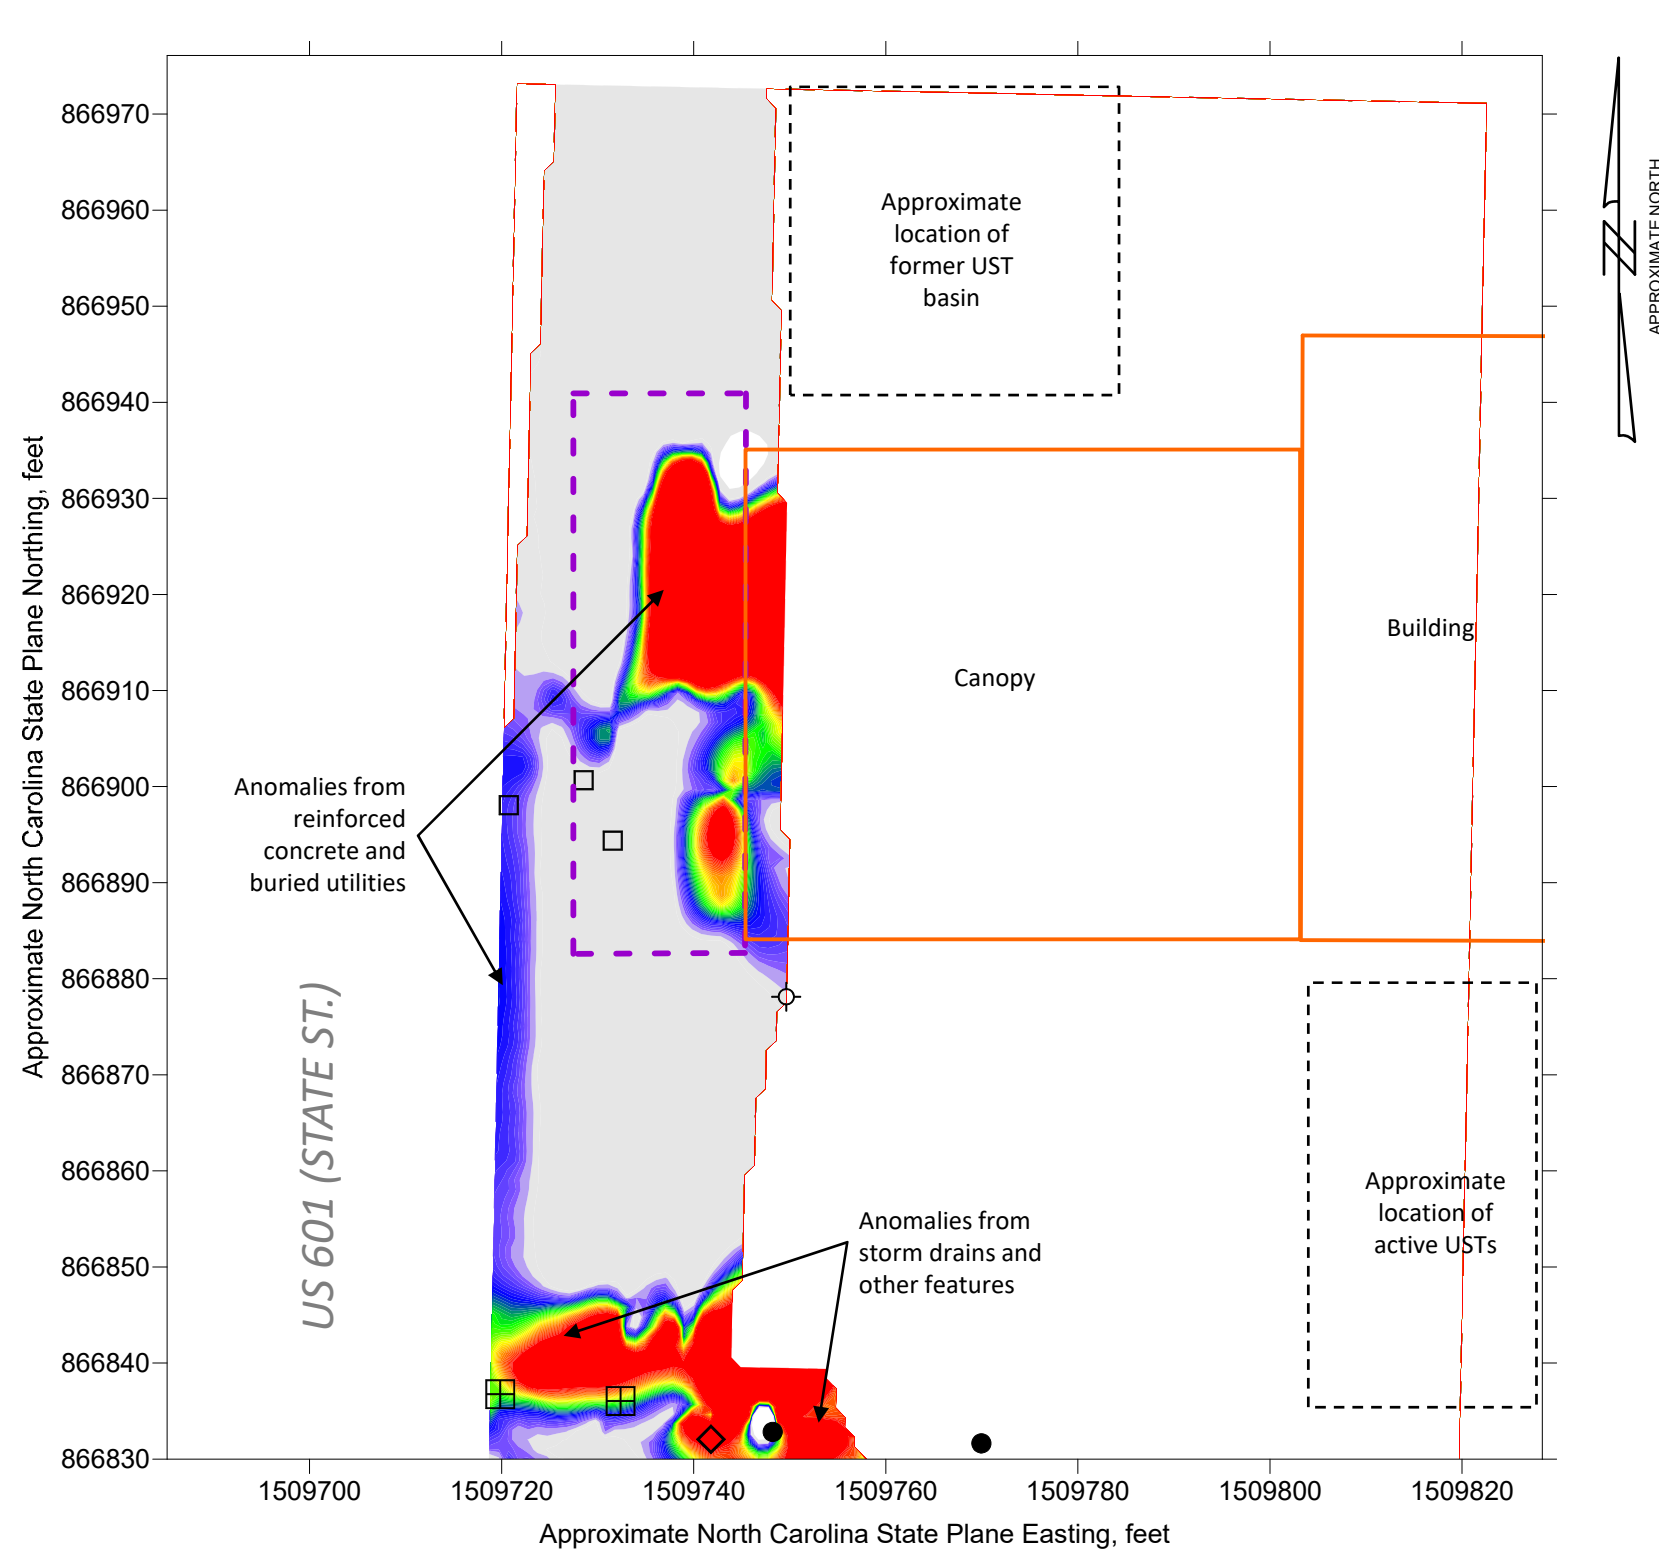 866970
866960
866950
866940
866930
866920
866910
866900
866890
866880
866870
866860
866850
866840
866830
Approximate North Carolina State Plane Northing, feet
Approximate
location of
former UST
basin
Building
Canopy
Anomalies from
reinforced
concrete and
buried utilities
US 601 (STATE ST.)
Anomalies from
storm drains and
other features
Approximate
location of
active USTs
N
APPROXIMATE NORTH
1509700
1509720
1509740
1509760
1509780
1509800
1509820
Approximate North Carolina State Plane Easting, feet